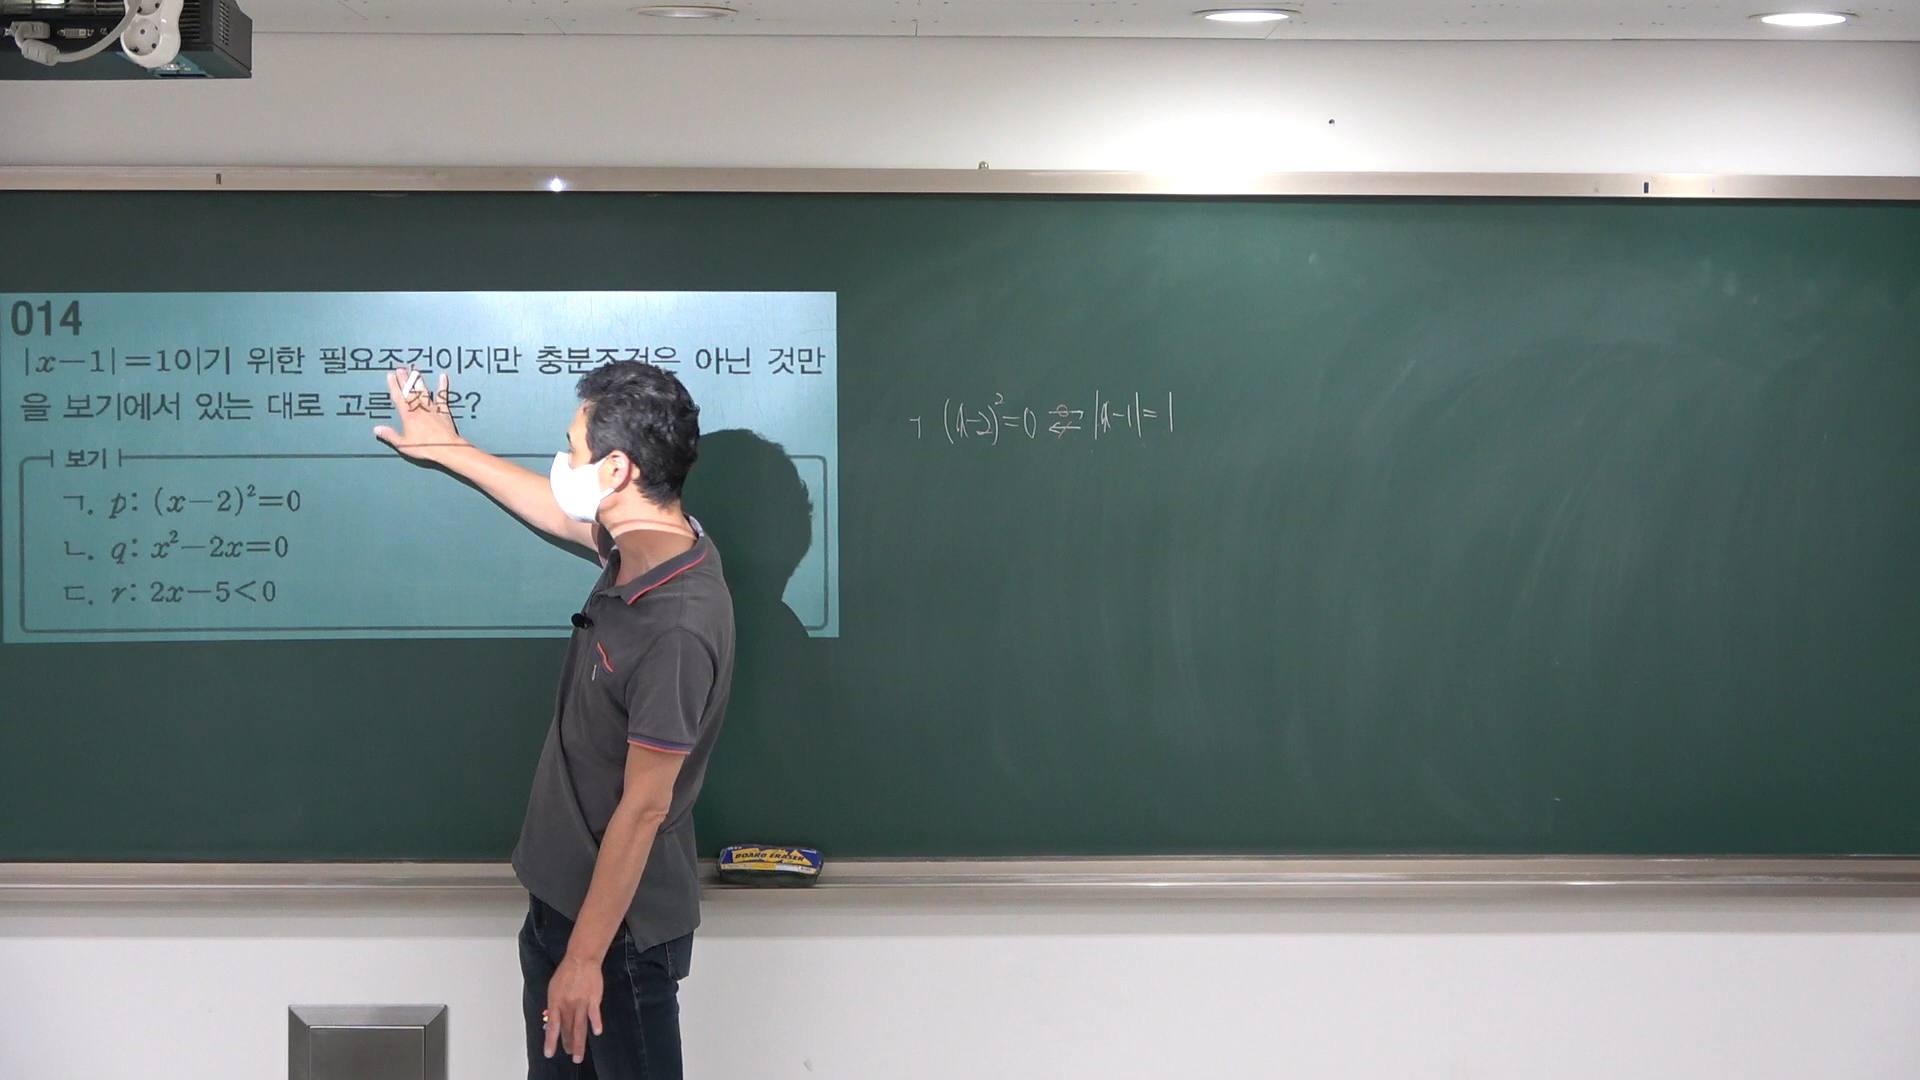 014
|x−1|=1이기 위한 필요조건이지만 충분조건은 아닌 것만
을 보기에서 있는 대로 고른 것은?
보기
ㄱ. p: (x−2)²=0
ㄴ. q: x²−2x=0
ㄷ. r: 2x−5<0
ㄱ (x−2)²=0 ⇄ |x−1|=1
BOARD ERASER